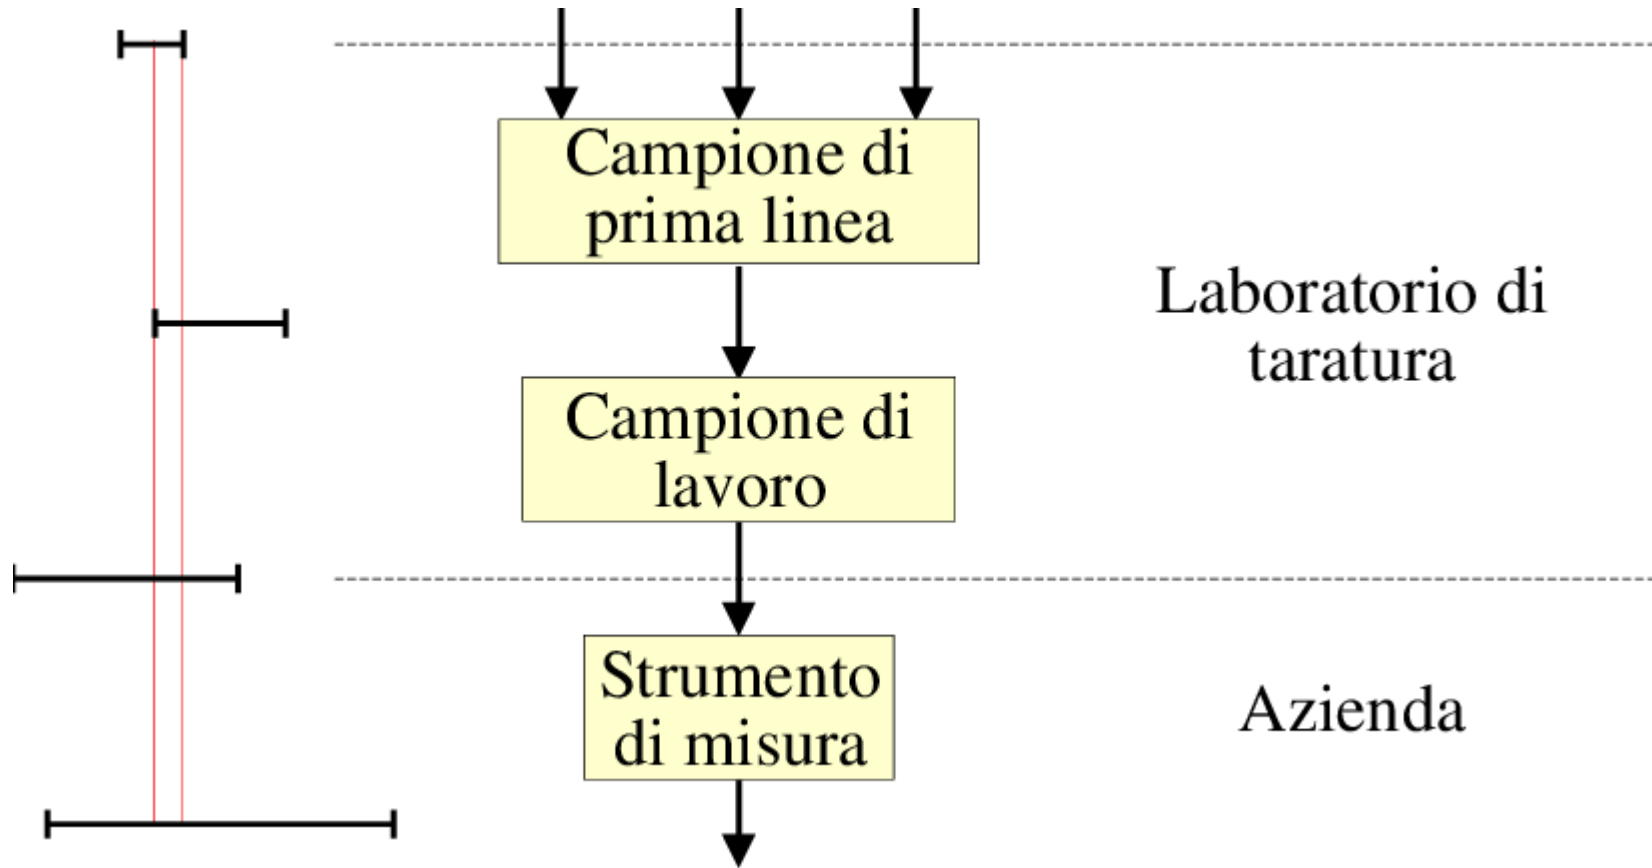 Campione di
prima linea
Laboratorio di
taratura
Campione di
lavoro
Strumento
di misura
Azienda